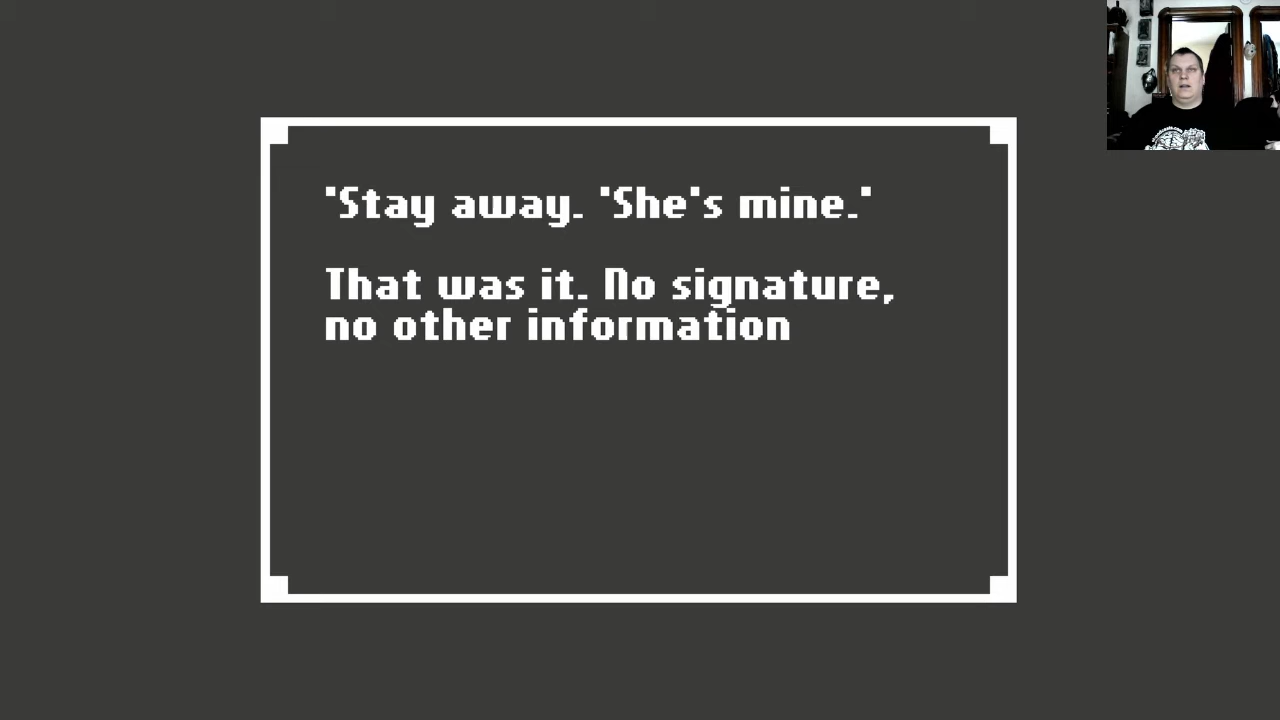 'Stay away. 'She's mine.'
That was it. No signature,
no other information